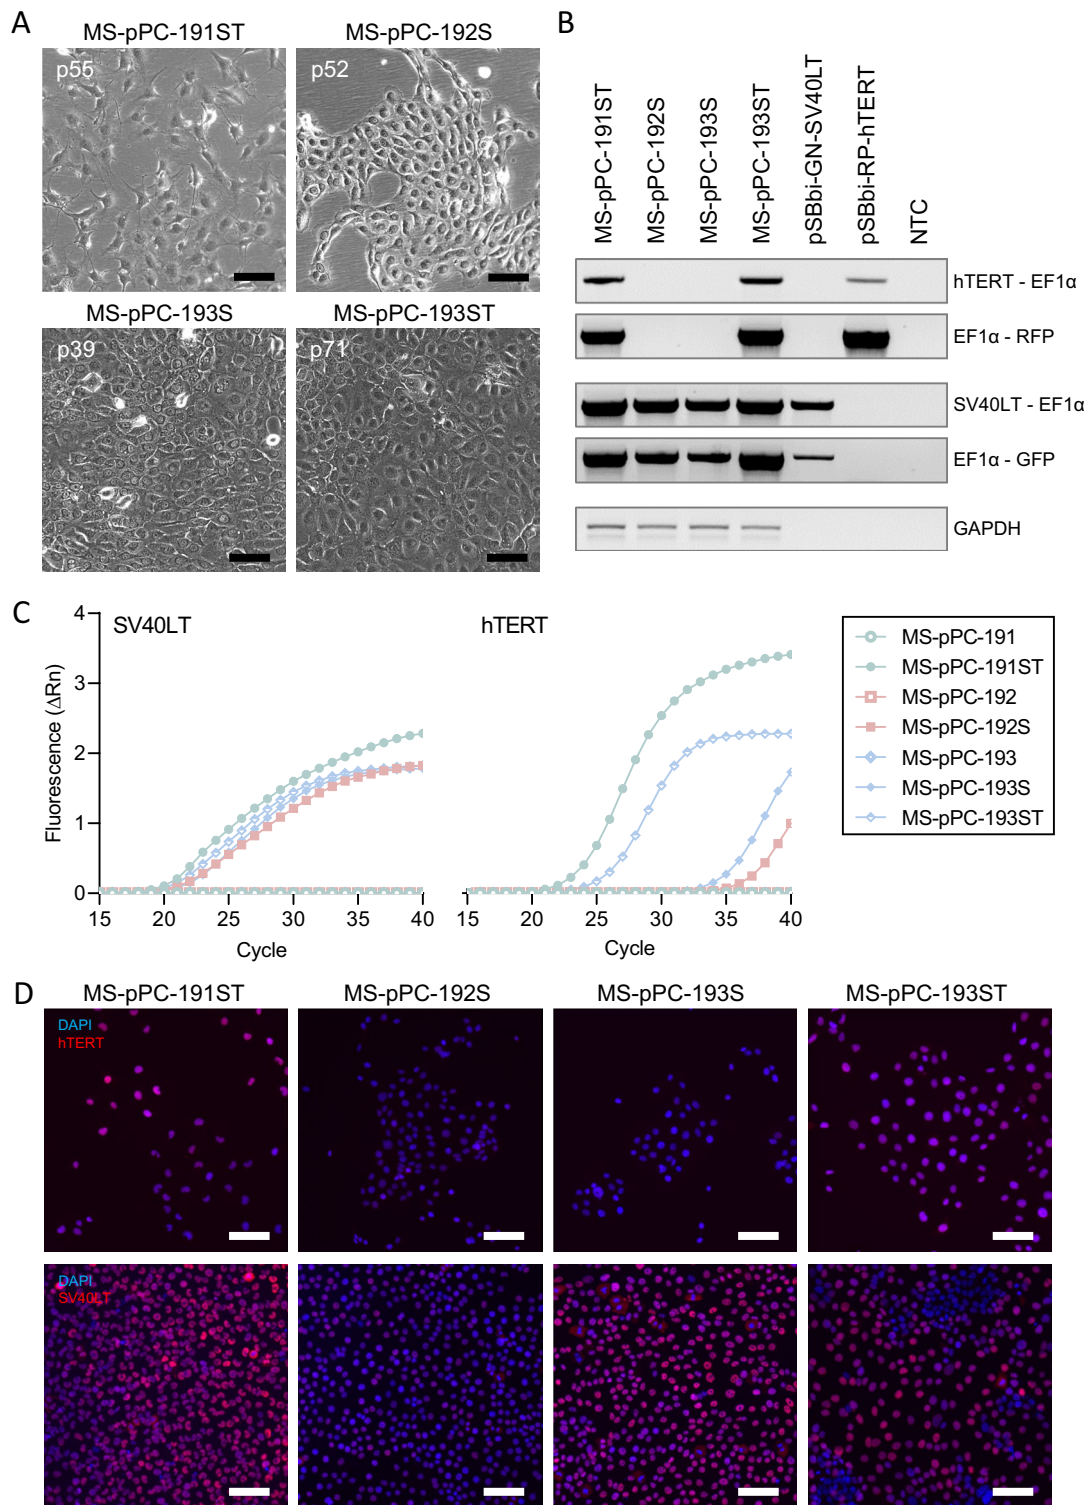 A
MS-pPC-191ST
MS-pPC-192S
p55
p52
MS-pPC-193S
MS-pPC-193ST
p39
p71
B
MS-pPC-191ST
MS-pPC-192S
MS-pPC-193S
MS-pPC-193ST
pSBbi-GN-SV40LT
pSBbi-RP-hTERT
NTC
hTERT - EF1α
EF1α - RFP
SV40LT - EF1α
EF1α - GFP
GAPDH
C
SV40LT
hTERT
Fluorescence (ΔRn)
4
3
2
1
0
15 20 25 30 35 40
15 20 25 30 35 40
Cycle
Cycle
MS-pPC-191
MS-pPC-191ST
MS-pPC-192
MS-pPC-192S
MS-pPC-193
MS-pPC-193S
MS-pPC-193ST
D
MS-pPC-191ST
MS-pPC-192S
MS-pPC-193S
MS-pPC-193ST
DAPI
hTERT
DAPI
SV40LT